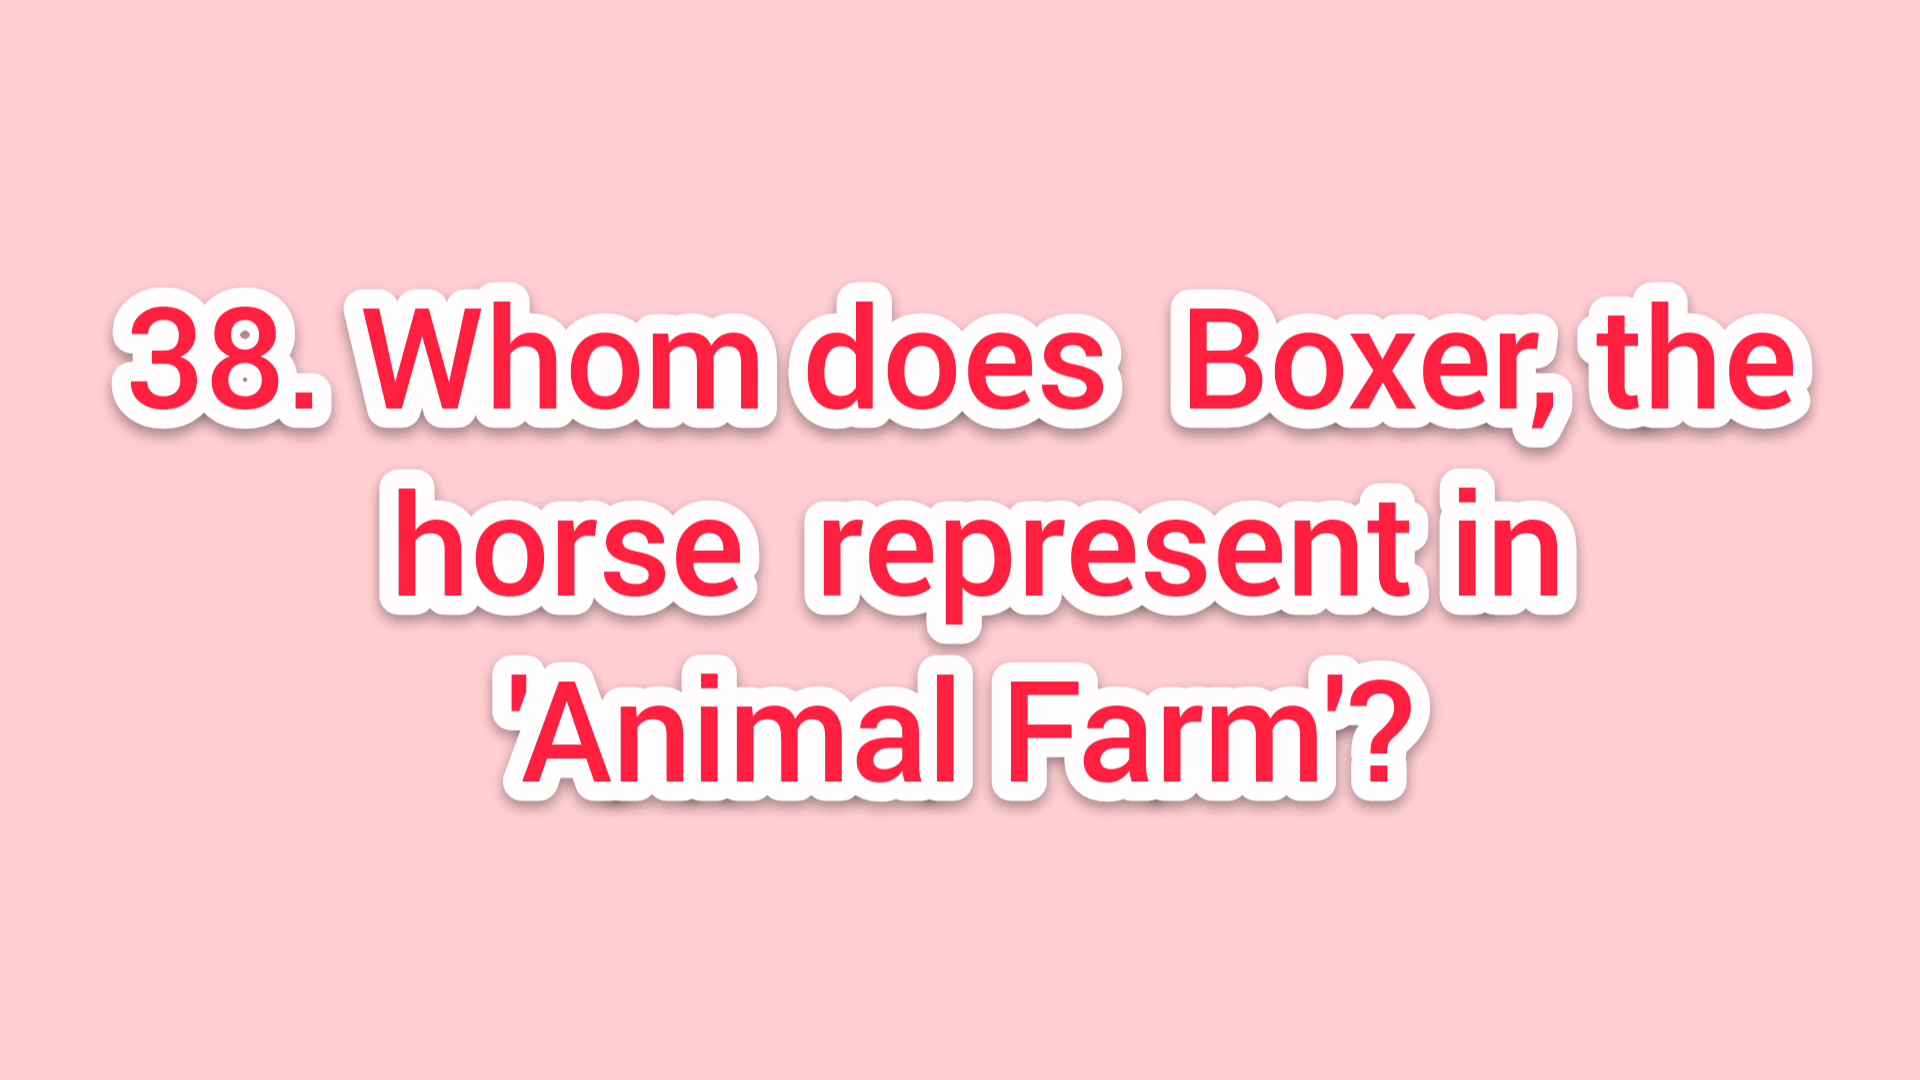 38. Whom does Boxer, the
horse represent in
'Animal Farm'?